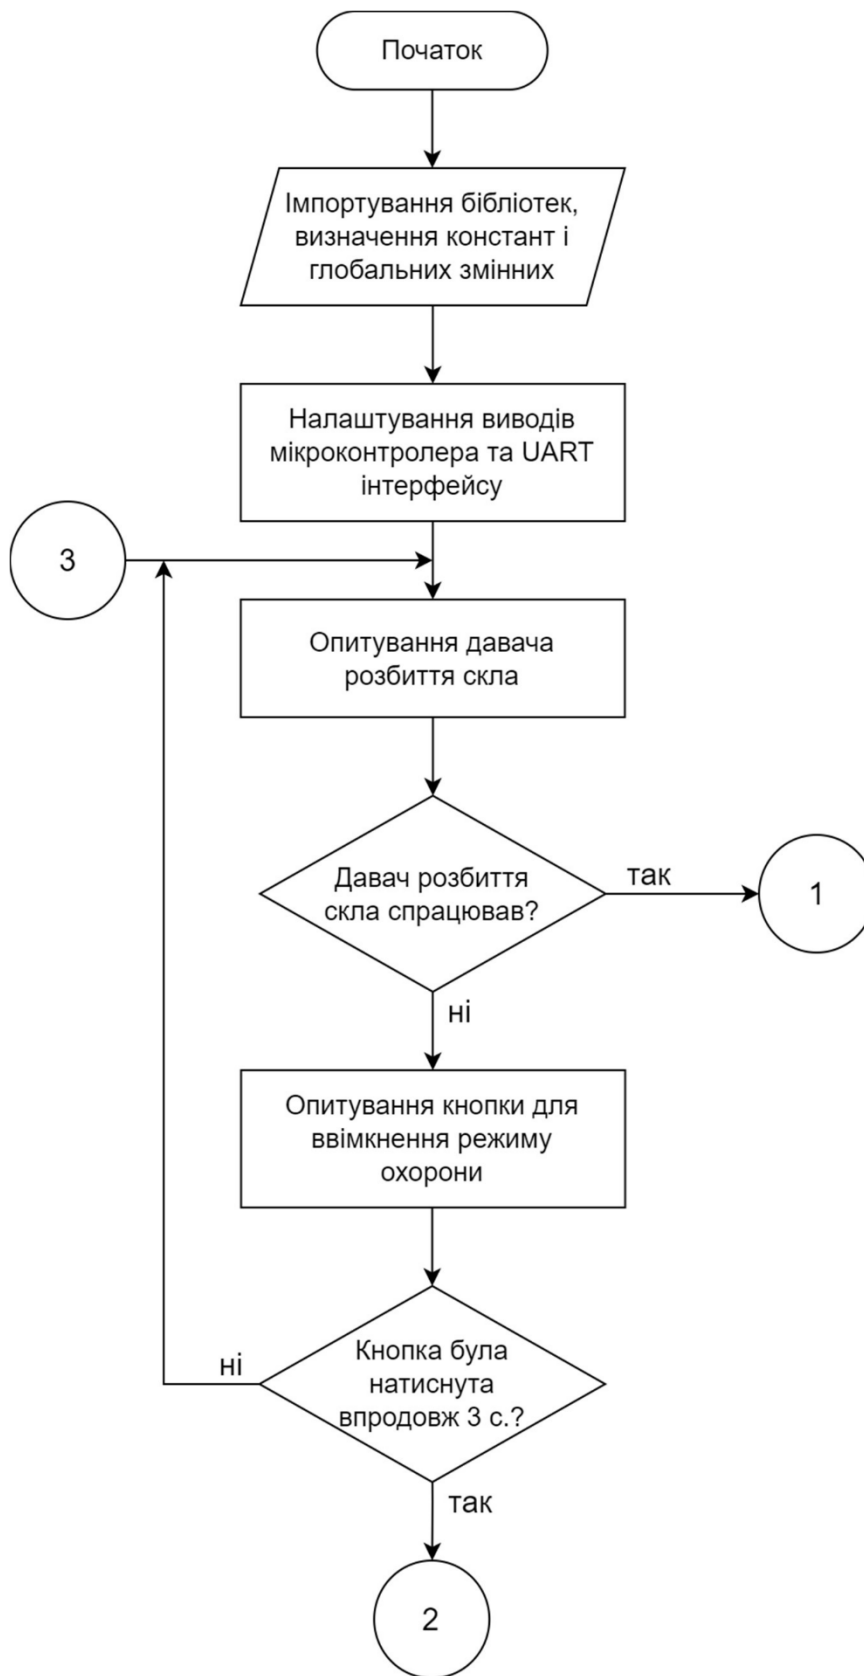 Початок
Імпортування бібліотек,
визначення констант і
глобальних змінних
Налаштування виводів
мікроконтролера та UART
інтерфейсу
3
Опитування давача
розбиття скла
Давач розбиття
скла спрацював?
так
1
ні
Опитування кнопки для
ввімкнення режиму
охорони
ні
Кнопка була
натиснута
впродовж 3 с.?
так
2